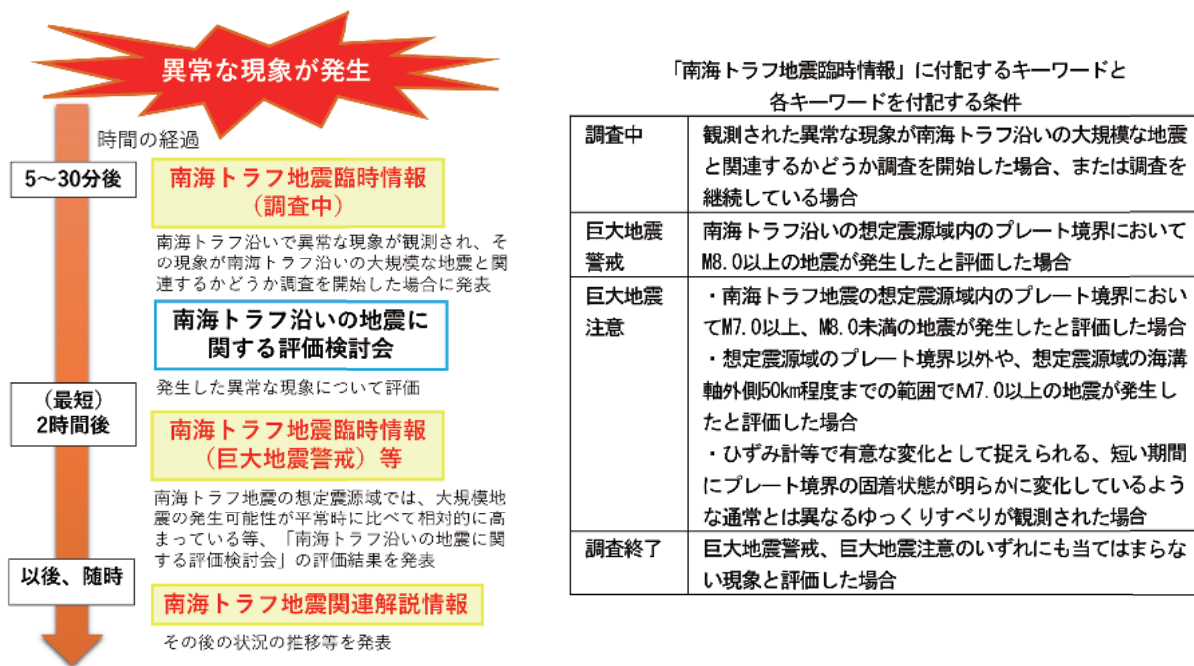 異常な現象が発生
時間の経過
5～30分後
南海トラフ地震臨時情報
（調査中）
南海トラフ沿いで異常な現象が観測され、そ
の現象が南海トラフ沿いの大規模な地震と関
連するかどうか調査を開始した場合に発表
南海トラフ沿いの地震に
関する評価検討会
発生した異常な現象について評価
（最短）
2時間後
南海トラフ地震臨時情報
（巨大地震警戒）等
南海トラフ地震の想定震源域では、大規模地
震の発生可能性が平常時に比べて相対的に高
まっている等、「南海トラフ沿いの地震に関
する評価検討会」の評価結果を発表
以後、随時
南海トラフ地震関連解説情報
その後の状況の推移等を発表
「南海トラフ地震臨時情報」に付記するキーワードと
各キーワードを付記する条件
調査中
観測された異常な現象が南海トラフ沿いの大規模な地震
と関連するかどうか調査を開始した場合、または調査を
継続している場合
巨大地震
警戒
南海トラフ沿いの想定震源域内のプレート境界において
M8.0以上の地震が発生したと評価した場合
巨大地震
注意
・南海トラフ地震の想定震源域内のプレート境界におい
てM7.0以上、M8.0未満の地震が発生したと評価した場合
・想定震源域のプレート境界以外や、想定震源域の海溝
軸外側50km程度までの範囲でM7.0以上の地震が発生し
たと評価した場合
・ひずみ計等で有意な変化として捉えられる、短い期間
にプレート境界の固着状態が明らかに変化しているよう
な通常とは異なるゆっくりすべりが観測された場合
調査終了
巨大地震警戒、巨大地震注意のいずれにも当てはまらな
い現象と評価した場合